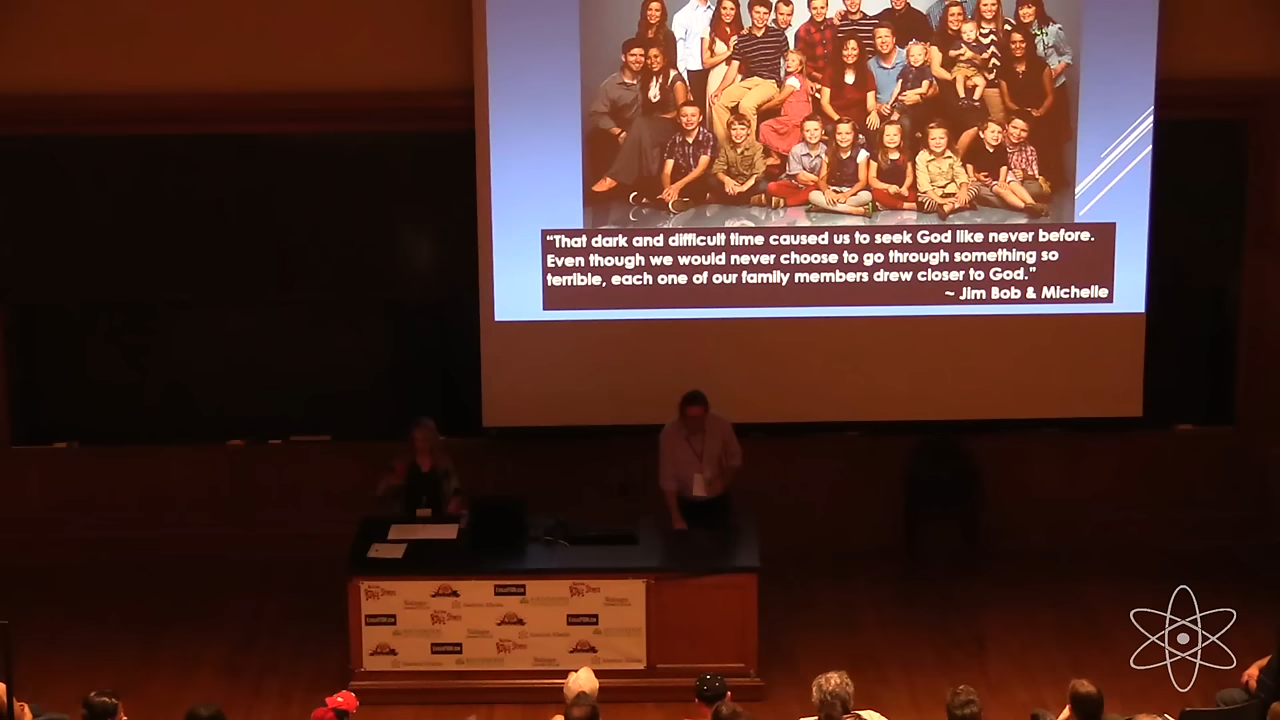 “That dark and difficult time caused us to seek God like never before.
Even though we would never choose to go through something so
terrible, each one of our family members drew closer to God.”
~ Jim Bob & Michelle